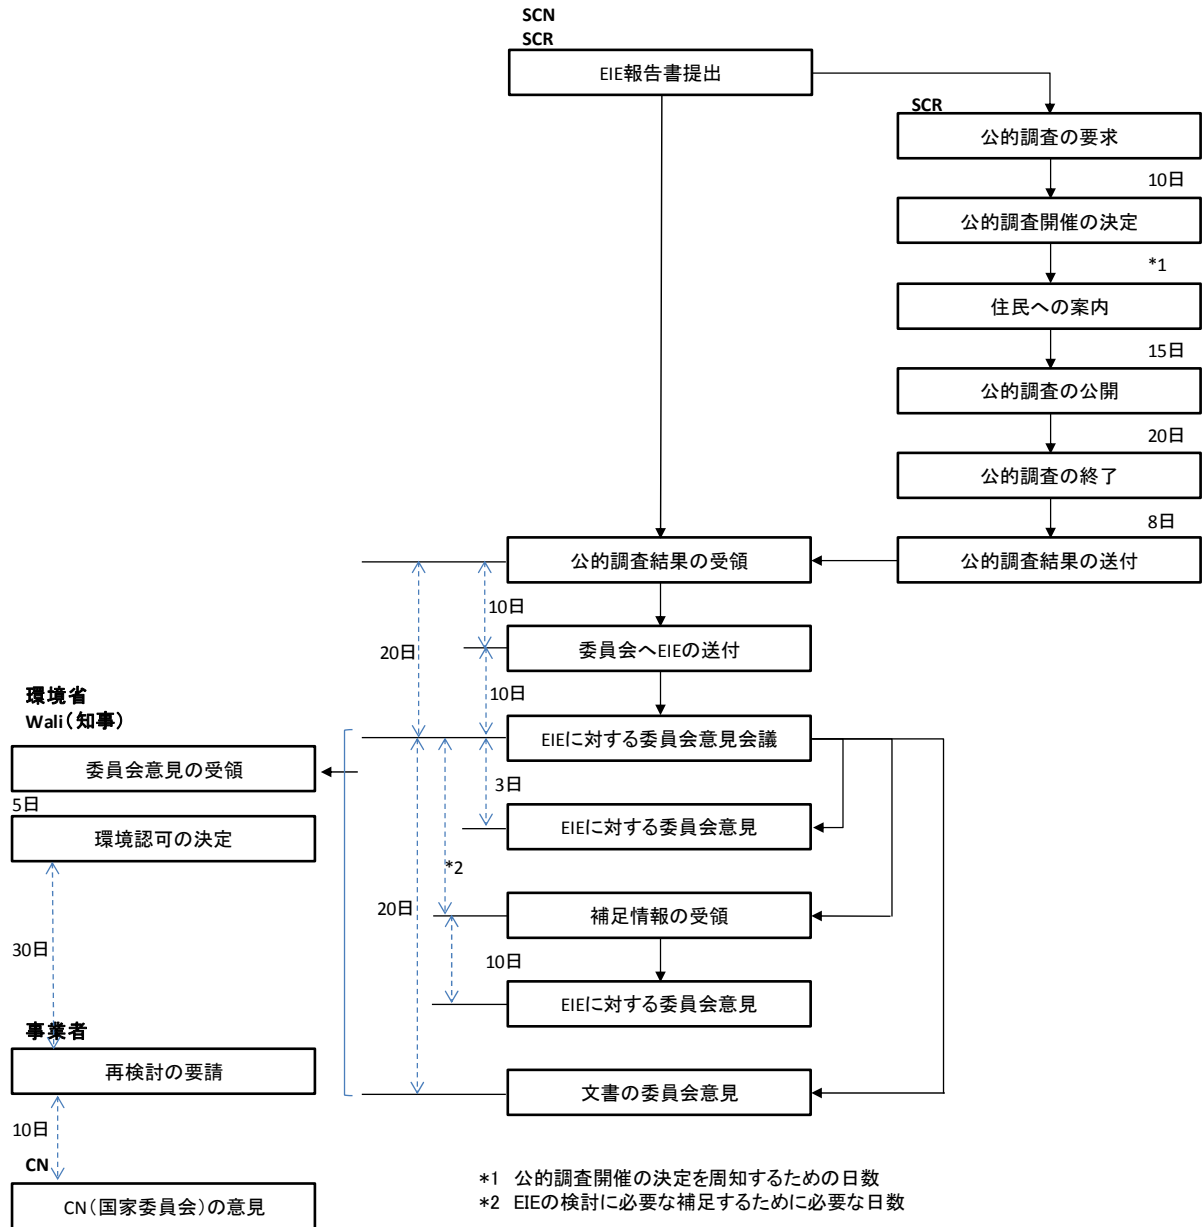 SCN
SCR
EIE報告書提出
SCR
公的調査の要求
10日
公的調査開催の決定
*1
住民への案内
15日
公的調査の公開
20日
公的調査の終了
8日
公的調査結果の受領
公的調査結果の送付
10日
20日
委員会へEIEの送付
10日
環境省
Wali(知事)
EIEに対する委員会意見会議
委員会意見の受領
3日
5日
環境認可の決定
EIEに対する委員会意見
*2
20日
補足情報の受領
30日
10日
EIEに対する委員会意見
事業者
再検討の要請
文書の委員会意見
10日
CN
CN(国家委員会)の意見
*1 公的調査開催の決定を周知するための日数
*2 EIEの検討に必要な補足するために必要な日数